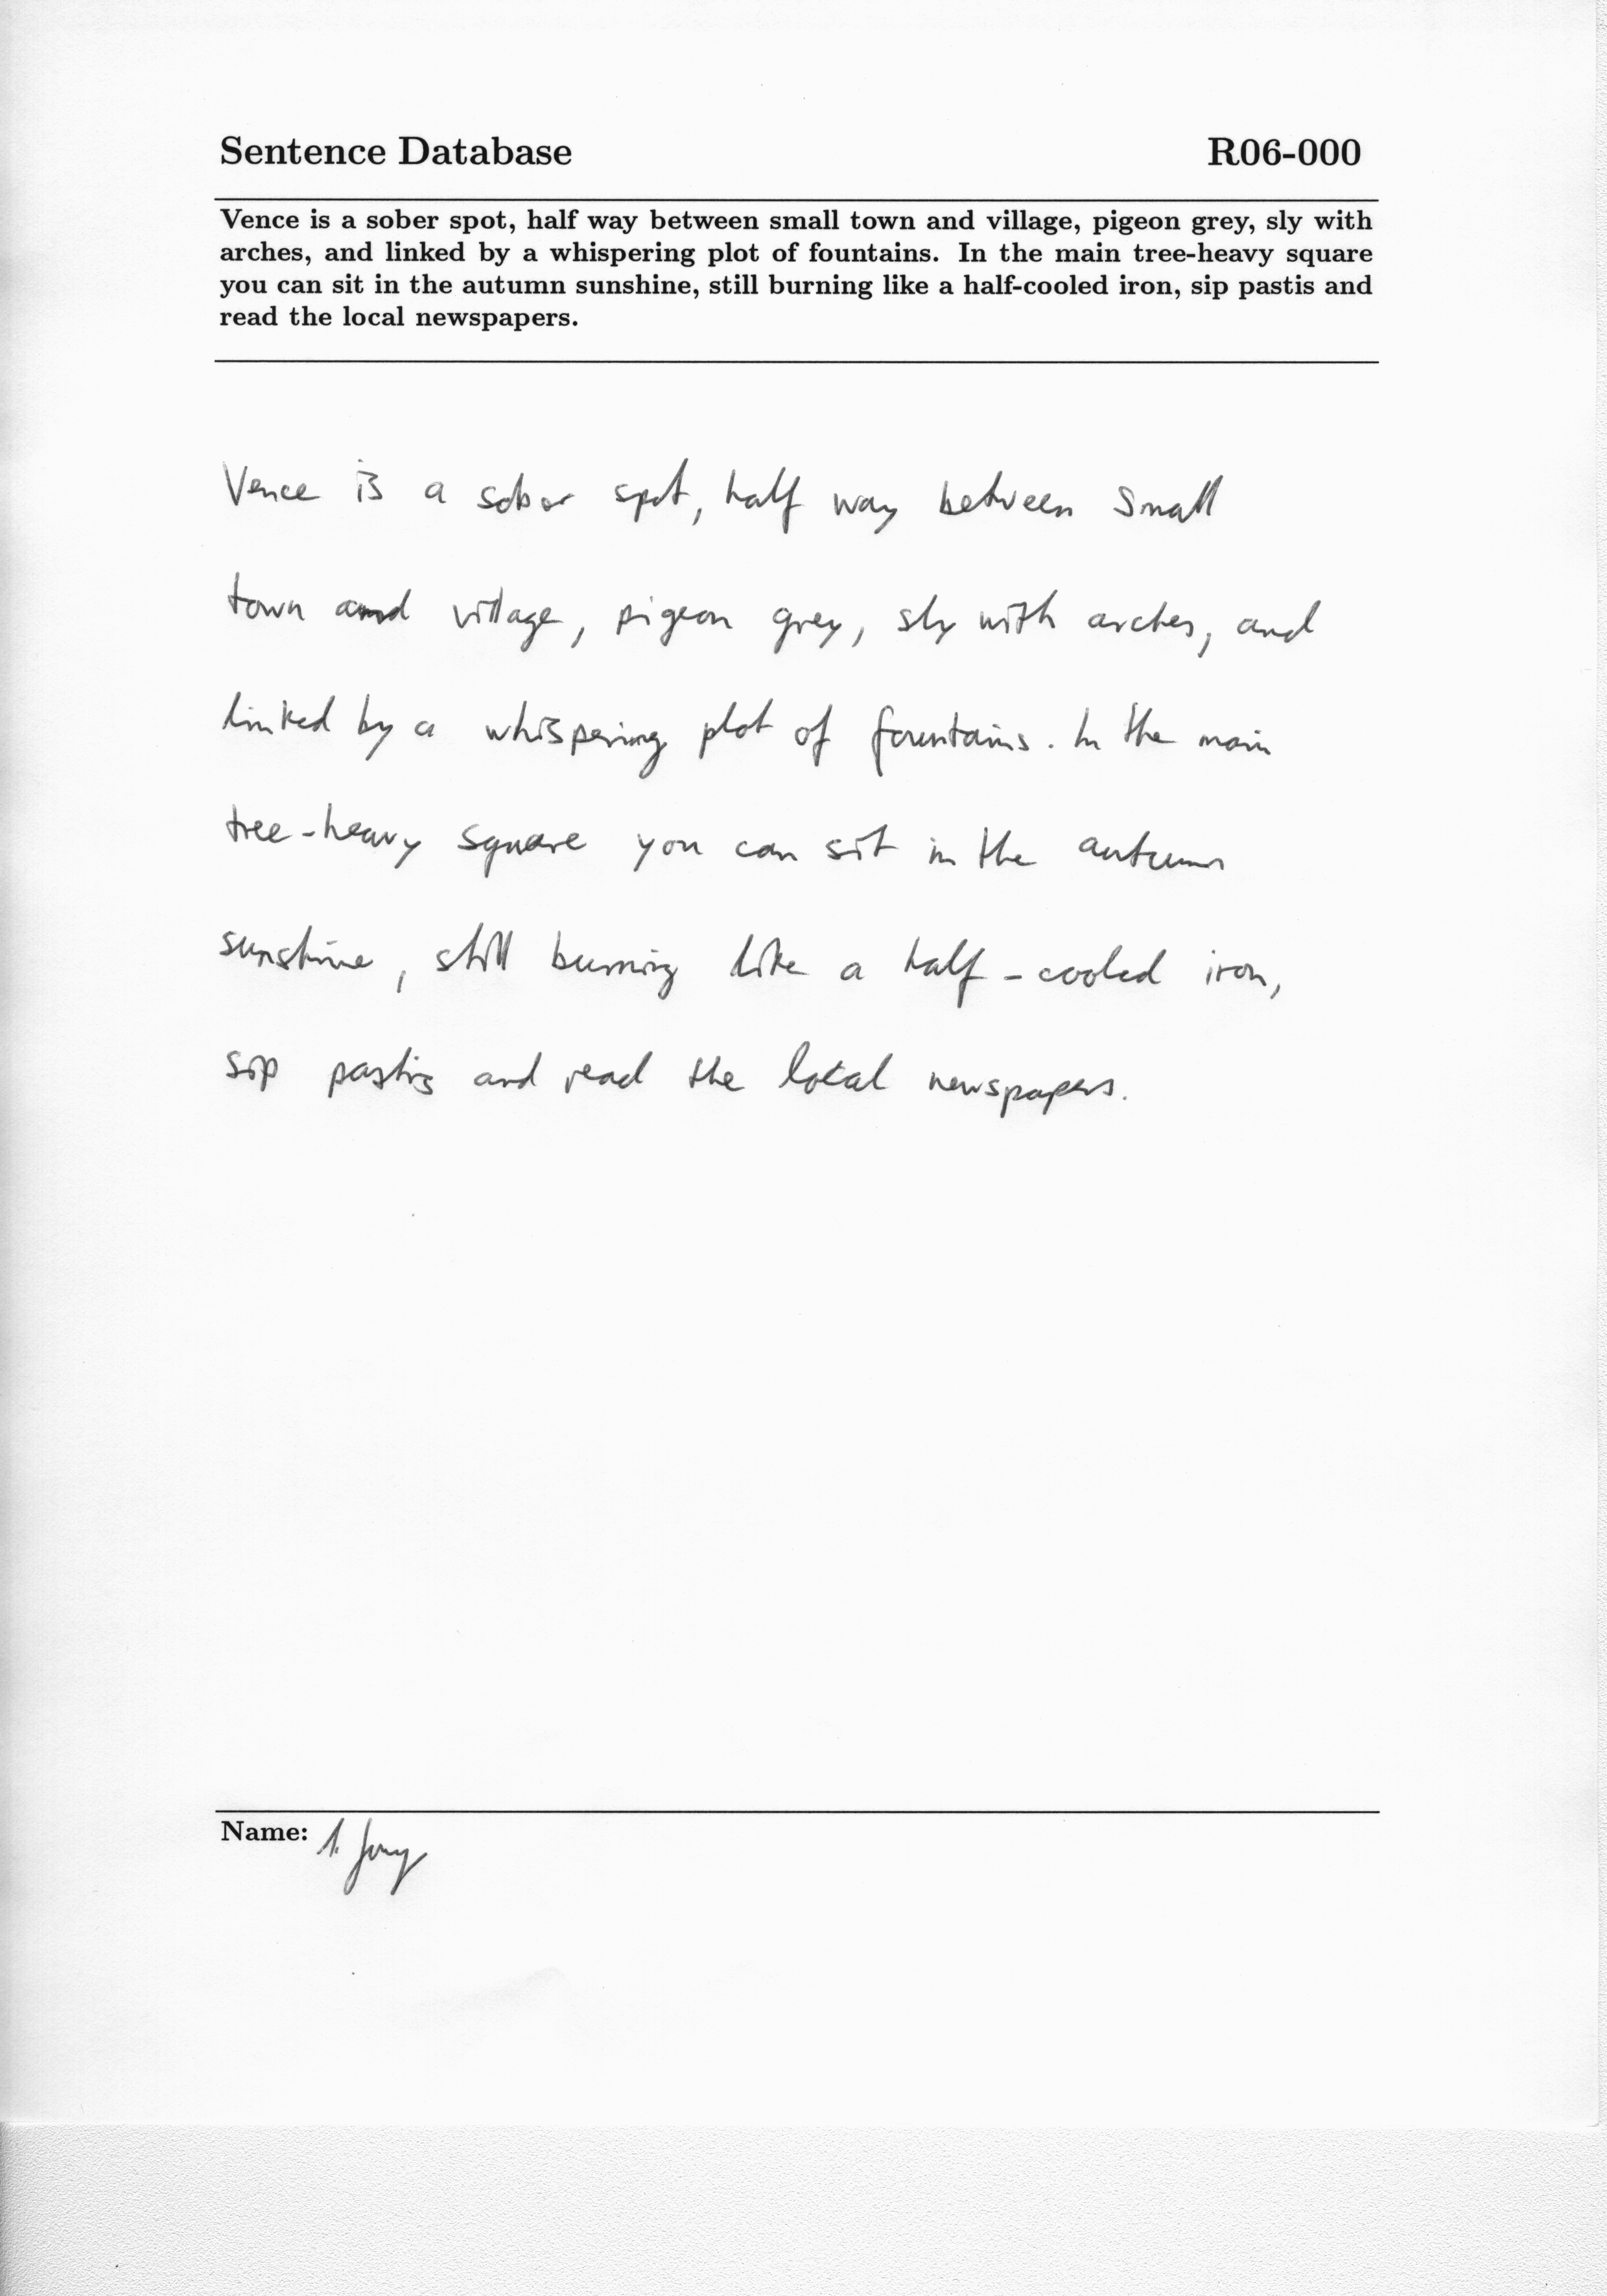 Sentence Database R06-000
Vence is a sober spot, half way between small town and village, pigeon grey, sly with
arches, and linked by a whispering plot of fountains. In the main tree-heavy square
you can sit in the autumn sunshine, still burning like a half-cooled iron, sip pastis and
read the local newspapers.
Vence is a sober spot, half way between small
town and village, pigeon grey, sly with arches, and
linked by a whispering plot of fountains. In the main
tree-heavy square you can sit in the autumn
sunshine, still burning like a half-cooled iron,
sip pastis and read the local newspapers.
Name: